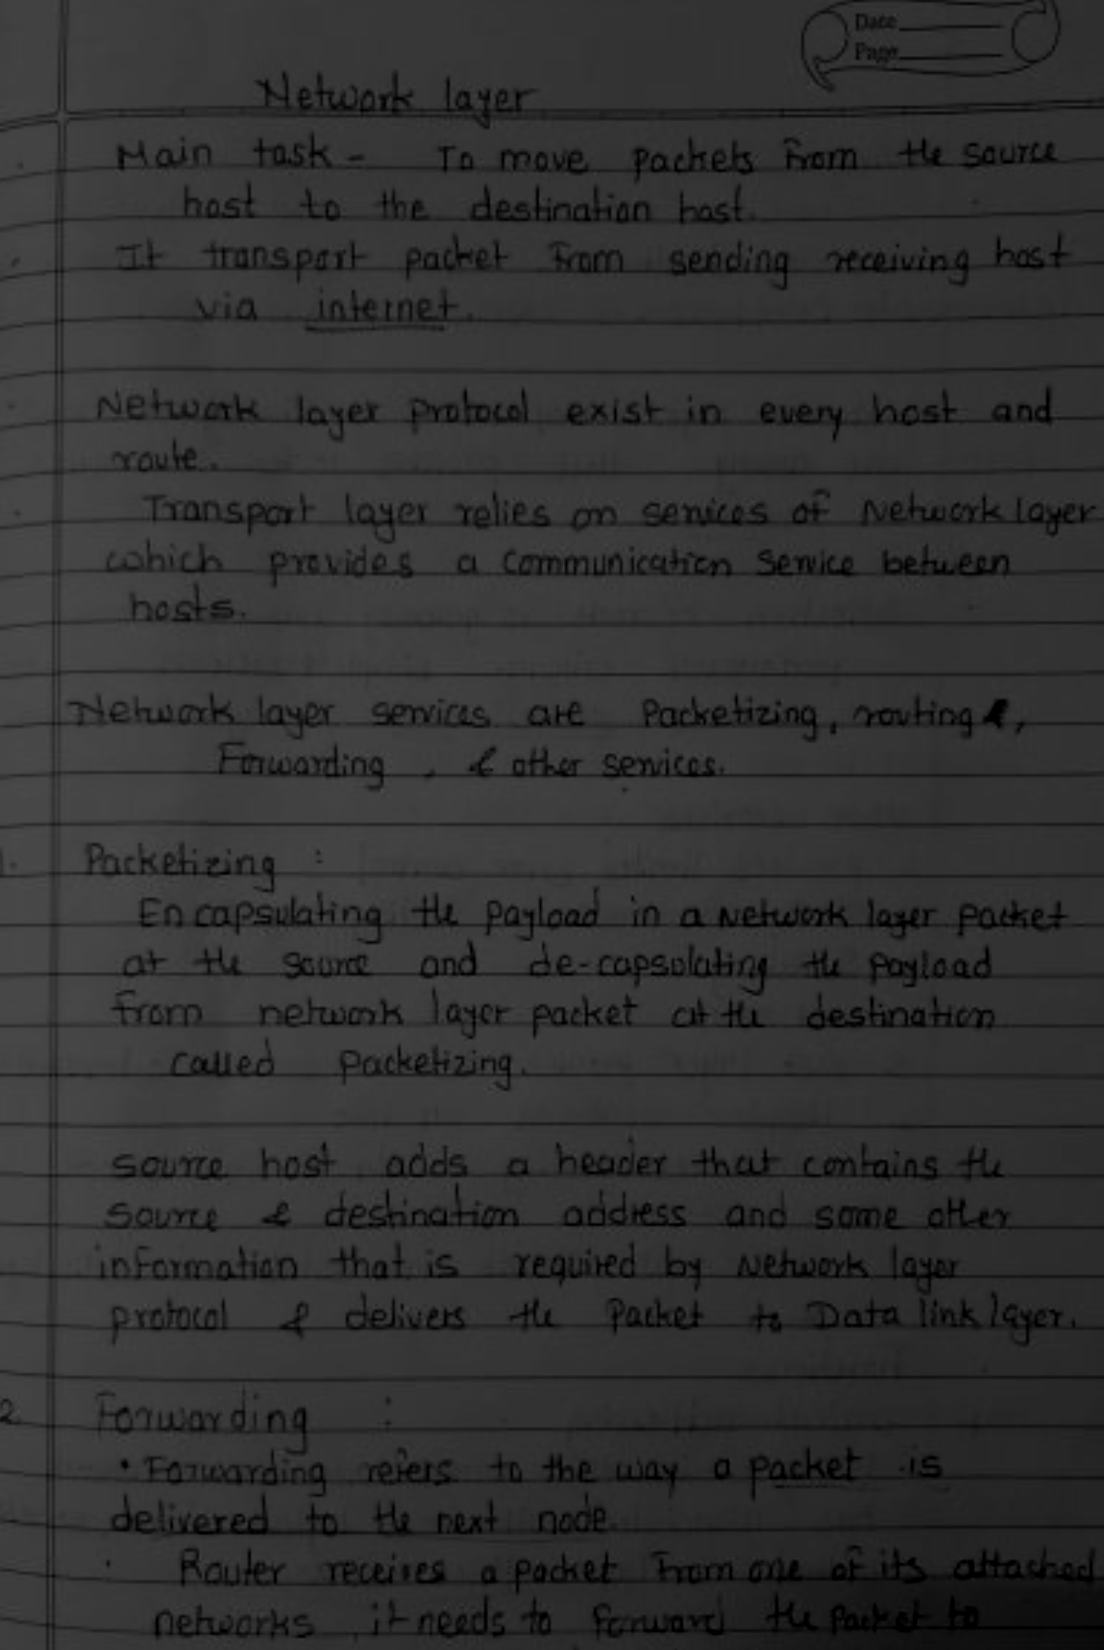 Date
Page
Network layer
Main task - To move packets from the source
host to the destination host.
It transport packet from sending receiving host
via internet.
Network layer protocol exist in every host and
route.
Transport layer relies on services of Network layer
which provides a communication service between
hosts.
Network layer services are Packetizing, routing,
Forwarding, & other services.
1. Packetizing :
En capsulating the payload in a Network layer packet
at the source and de-capsolating the payload
from network layer packet at the destination
called Packetizing.
source host adds a header that contains the
source & destination address and some other
information that is required by Network layer
protocol & delivers the Packet to Data link layer.
2 Forwarding :
• Forwarding refers to the way a packet is
delivered to the next node.
Router receives a packet from one of its attached
networks, it needs to forward the packet to